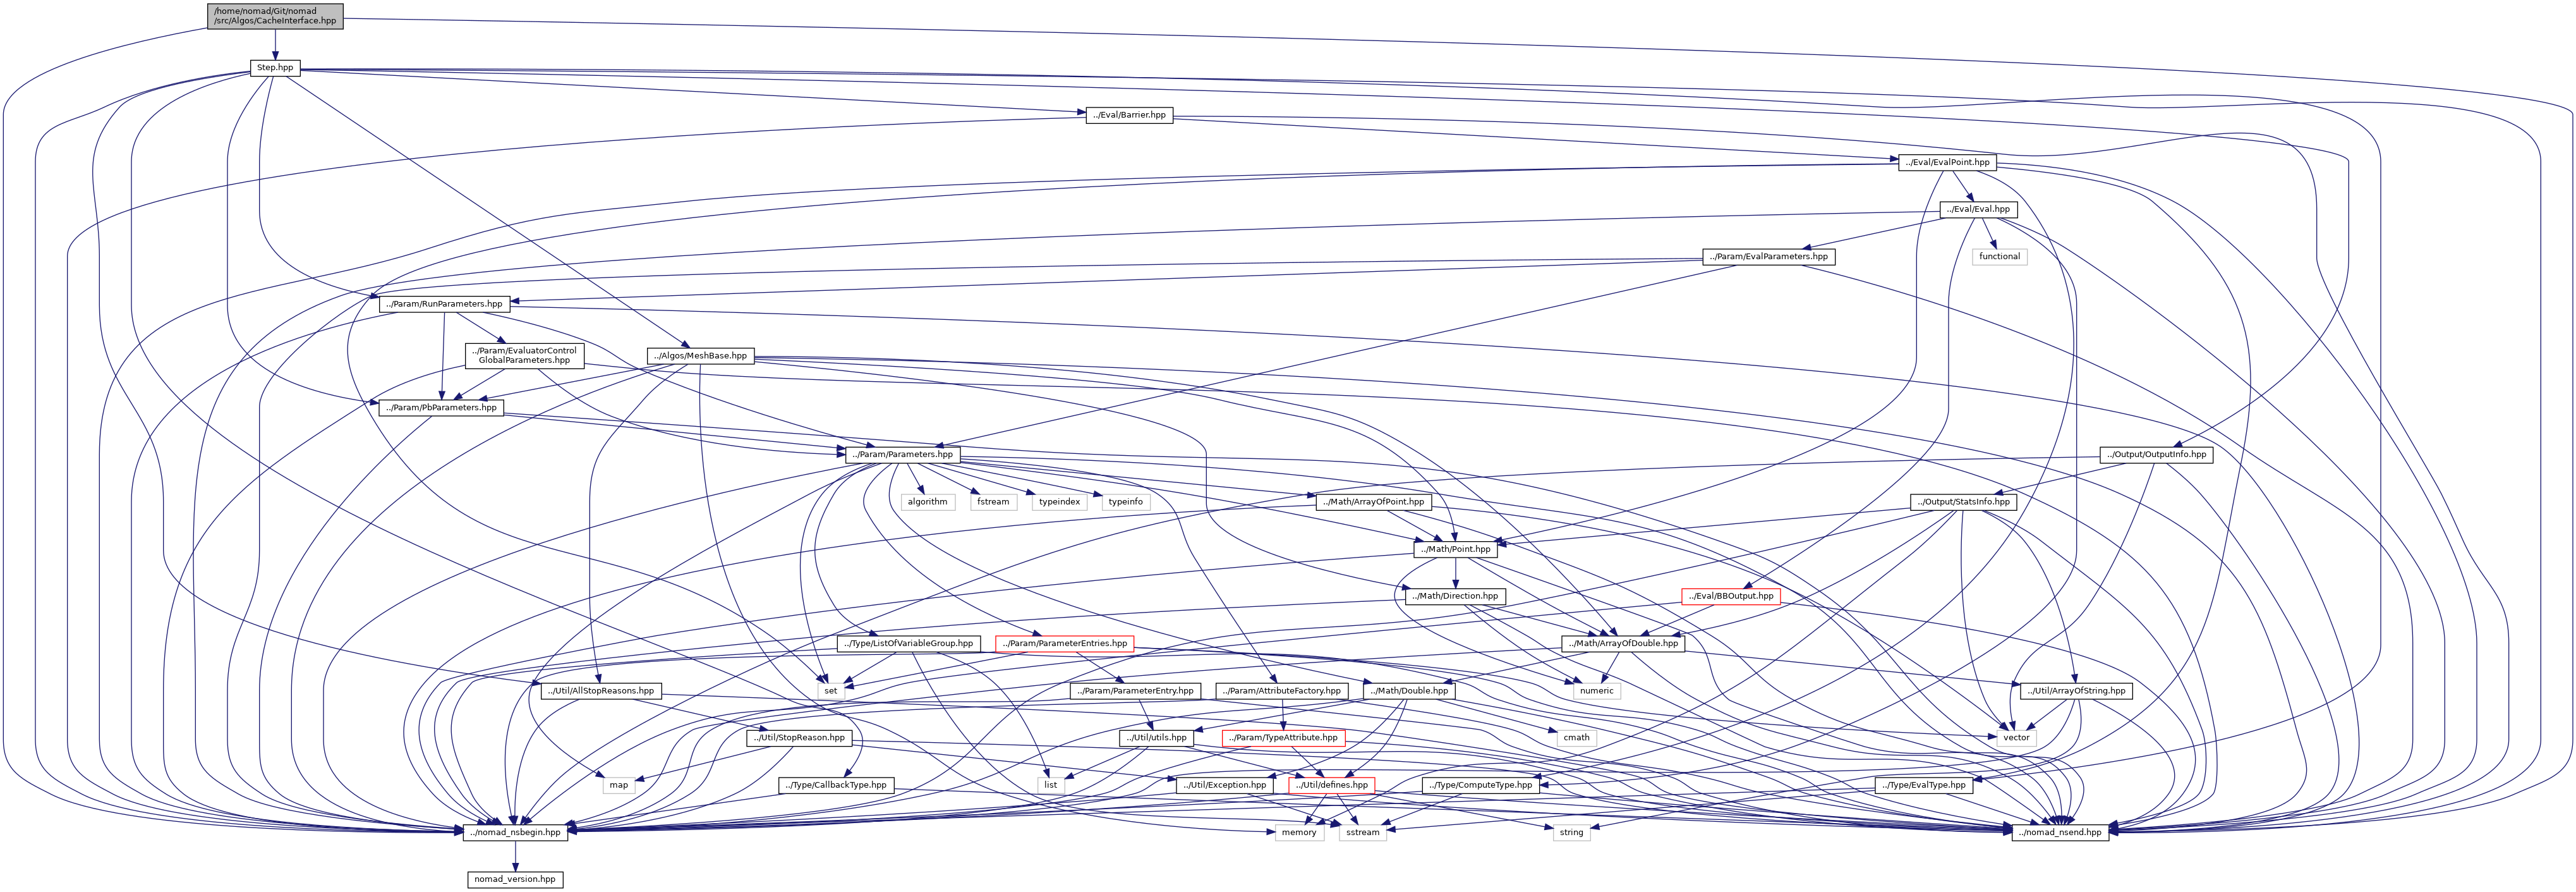 /home/nomad/Git/nomad
/src/Algos/CacheInterface.hpp
Step.hpp
../Eval/Barrier.hpp
../Eval/EvalPoint.hpp
../Eval/Eval.hpp
../Param/EvalParameters.hpp
functional
../Param/RunParameters.hpp
../Param/EvaluatorControl
GlobalParameters.hpp
../Algos/MeshBase.hpp
../Param/PbParameters.hpp
../Param/Parameters.hpp
../Output/OutputInfo.hpp
algorithm
fstream
typeindex
typeinfo
../Math/ArrayOfPoint.hpp
../Output/StatsInfo.hpp
../Math/Point.hpp
../Math/Direction.hpp
../Eval/BBOutput.hpp
../Type/ListOfVariableGroup.hpp
../Param/ParameterEntries.hpp
../Math/ArrayOfDouble.hpp
../Util/AllStopReasons.hpp
set
../Param/ParameterEntry.hpp
../Param/AttributeFactory.hpp
../Math/Double.hpp
numeric
../Util/ArrayOfString.hpp
../Util/StopReason.hpp
../Util/utils.hpp
../Param/TypeAttribute.hpp
cmath
vector
map
../Type/CallbackType.hpp
list
../Util/Exception.hpp
../Util/defines.hpp
../Type/ComputeType.hpp
../Type/EvalType.hpp
../nomad_nsbegin.hpp
memory
sstream
string
../nomad_nsend.hpp
nomad_version.hpp